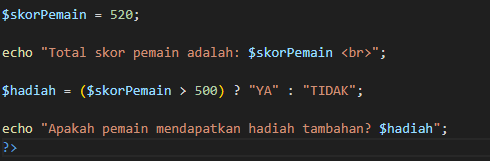 $skorPemain = 520;
echo "Total skor pemain adalah: $skorPemain <br>";
$hadiah = ($skorPemain > 500) ? "YA" : "TIDAK";
echo "Apakah pemain mendapatkan hadiah tambahan? $hadiah";
?>